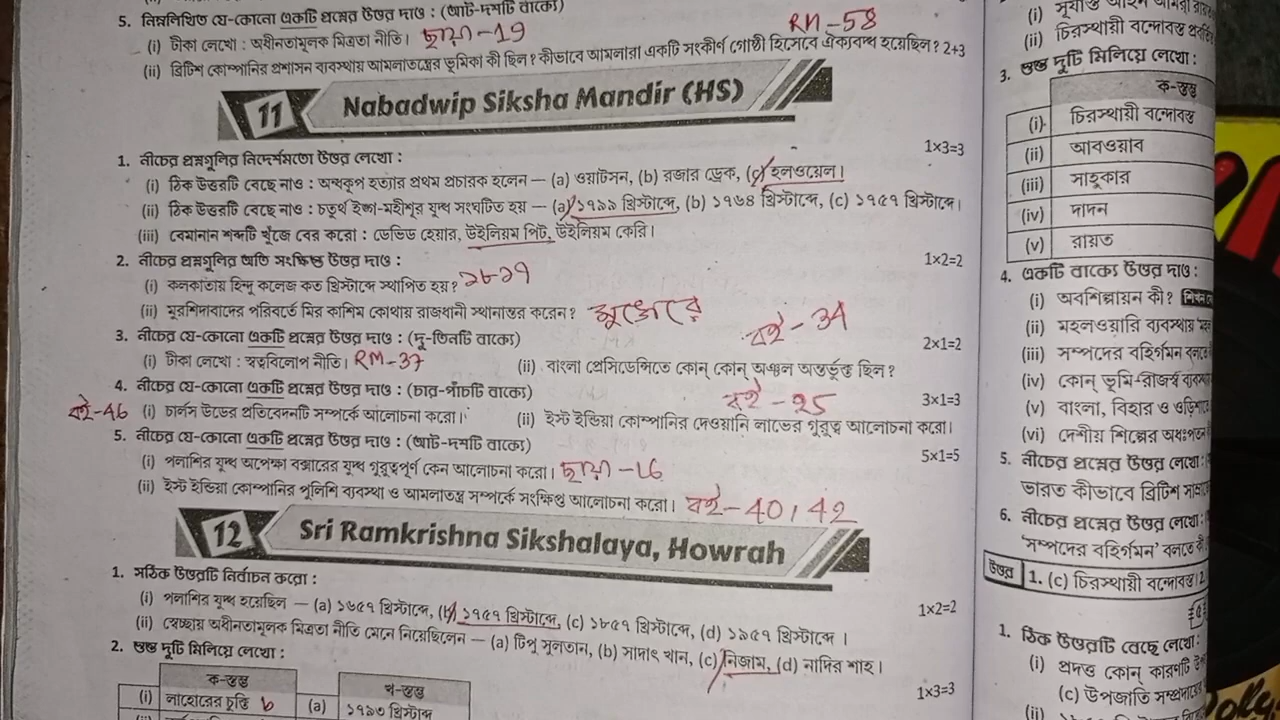 5. নিম্নলিখিত যে-কোনো একটি প্রশ্নের উত্তর দাও : (আট-দশটি বাক্যে)
(i) টীকা লেখো : অধীনতামূলক মিত্রতা নীতি। ছায়া-19 RM-58
(ii) ব্রিটিশ কোম্পানির প্রশাসন ব্যবস্থায় আমলাতন্ত্রের ভূমিকা কী ছিল? কীভাবে আমলারা একটি সংকীর্ণ গোষ্ঠী হিসেবে ঐক্যবদ্ধ হয়েছিল? 2+3
11 Nabadwip Siksha Mandir (HS)
1. নীচের প্রশ্নগুলির নির্দেশমতো উত্তর লেখো : 1×3=3
(i) ঠিক উত্তরটি বেছে নাও : অন্ধকূপ হত্যার প্রথম প্রচারক হলেন — (a) ওয়াটসন, (b) রজার ড্রেক, (c) হলওয়েল।
(ii) ঠিক উত্তরটি বেছে নাও : চতুর্থ ইঙ্গ-মহীশূর যুদ্ধ সংঘটিত হয় — (a) ১৭৯৯ খ্রিস্টাব্দে, (b) ১৭৬৪ খ্রিস্টাব্দে, (c) ১৭৫৭ খ্রিস্টাব্দে।
(iii) বেমানান শব্দটি খুঁজে বের করো : ডেভিড হেয়ার, উইলিয়ম পিট, উইলিয়ম কেরি।
2. নীচের প্রশ্নগুলির অতি সংক্ষিপ্ত উত্তর দাও : 1×2=2
(i) কলকাতায় হিন্দু কলেজ কত খ্রিস্টাব্দে স্থাপিত হয়? ১৮১৭
(ii) মুরশিদাবাদের পরিবর্তে মির কাশিম কোথায় রাজধানী স্থানান্তর করেন? মুঙ্গেরে
3. নীচের যে-কোনো একটি প্রশ্নের উত্তর দাও : (দু-তিনটি বাক্যে) বই-34 2×1=2
(i) টীকা লেখো : স্বত্ববিলোপ নীতি। RM-37 (ii) বাংলা প্রেসিডেন্সিতে কোন্ কোন্ অঞ্চল অন্তর্ভুক্ত ছিল?
4. নীচের যে-কোনো একটি প্রশ্নের উত্তর দাও : (চার-পাঁচটি বাক্যে) বই-25 3×1=3
বই-46 (i) চার্লস উডের প্রতিবেদনটি সম্পর্কে আলোচনা করো। (ii) ইস্ট ইন্ডিয়া কোম্পানির দেওয়ানি লাভের গুরুত্ব আলোচনা করো।
5. নীচের যে-কোনো একটি প্রশ্নের উত্তর দাও : (আট-দশটি বাক্যে) 5×1=5
(i) পলাশির যুদ্ধ অপেক্ষা বক্সারের যুদ্ধ গুরুত্বপূর্ণ কেন আলোচনা করো। ছায়া-16
(ii) ইস্ট ইন্ডিয়া কোম্পানির পুলিশি ব্যবস্থা ও আমলাতন্ত্র সম্পর্কে সংক্ষিপ্ত আলোচনা করো। বই-40, 42
12 Sri Ramkrishna Sikshalaya, Howrah
1. সঠিক উত্তরটি নির্বাচন করো : 1×2=2
(i) পলাশির যুদ্ধ হয়েছিল — (a) ১৬৫৭ খ্রিস্টাব্দে, (b) ১৭৫৭ খ্রিস্টাব্দে, (c) ১৮৫৭ খ্রিস্টাব্দে, (d) ১৯৫৭ খ্রিস্টাব্দে।
(ii) স্বেচ্ছায় অধীনতামূলক মিত্রতা নীতি মেনে নিয়েছিলেন — (a) টিপু সুলতান, (b) সাদাৎ খান, (c) নিজাম, (d) নাদির শাহ।
2. স্তম্ভ দুটি মিলিয়ে লেখো : 1×3=3
ক-স্তম্ভ খ-স্তম্ভ
(i) লাহোরের চুক্তি b (a) ১৭৯৩ খ্রিস্টাব্দ
(i) সূর্যাস্ত আইন
(ii) চিরস্থায়ী বন্দোবস্ত
3. স্তম্ভ দুটি মিলিয়ে লেখো :
ক-স্তম্ভ
(i) চিরস্থায়ী বন্দোবস্ত
(ii) আবওয়াব
(iii) সাহুকার
(iv) দাদন
(v) রায়ত
4. একটি বাক্যে উত্তর দাও :
(i) অবশিল্পায়ন কী?
(ii) মহলওয়ারি ব্যবস্থায়
(iii) সম্পদের বহির্গমন বলতে
(iv) কোন্ ভূমি-রাজস্ব ব্যবস্থা
(v) বাংলা, বিহার ও ওড়িশা
(vi) দেশীয় শিল্পের অধঃপতন
5. নীচের প্রশ্নের উত্তর লেখো :
ভারত কীভাবে ব্রিটিশ
6. নীচের প্রশ্নের উত্তর লেখো :
'সম্পদের বহির্গমন' বলতে কী
উত্তর 1. (c) চিরস্থায়ী বন্দোবস্ত। 2.
1. ঠিক উত্তরটি বেছে লেখো :
(i) প্রদত্ত কোন্ কারণটি
(c) উপজাতি সম্প্রদায়ের
(ii)